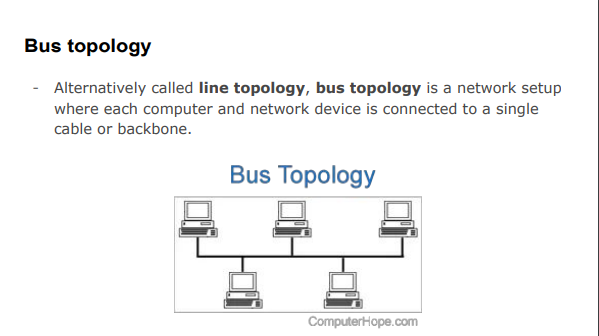 Bus topology
- Alternatively called line topology, bus topology is a network setup
where each computer and network device is connected to a single
cable or backbone.
Bus Topology
ComputerHope.com